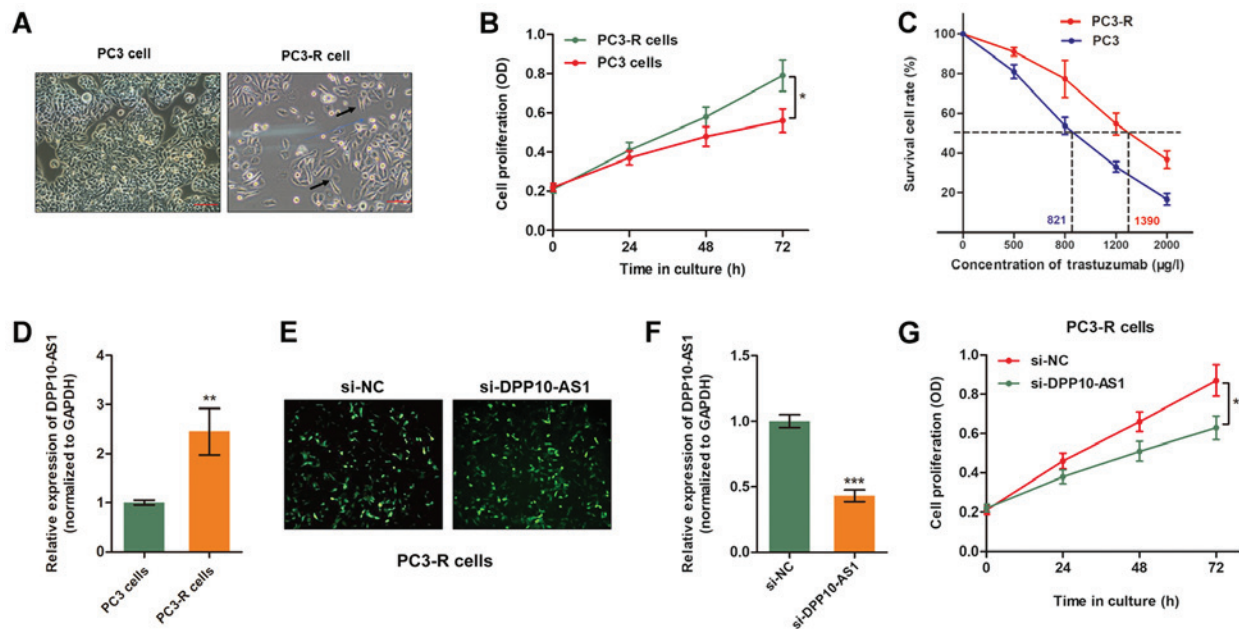 A
PC3 cell
PC3-R cell
B
PC3-R cells
PC3 cells
Cell proliferation (OD)
1.0
0.8
0.6
0.4
0.2
0.0
*
0
24
48
72
Time in culture (h)
C
PC3-R
PC3
Survival cell rate (%)
100
80
60
40
20
821
1390
0
500
800
1200
2000
Concentration of trastuzumab (µg/l)
D
Relative expression of DPP10-AS1
(normalized to GAPDH)
4
3
2
1
0
**
PC3 cells
PC3-R cells
E
si-NC
si-DPP10-AS1
PC3-R cells
F
Relative expression of DPP10-AS1
(normalized to GAPDH)
1.5
1.0
0.5
0.0
***
si-NC
si-DPP10-AS1
G
PC3-R cells
si-NC
si-DPP10-AS1
Cell proliferation (OD)
1.0
0.8
0.6
0.4
0.2
0.0
*
0
24
48
72
Time in culture (h)